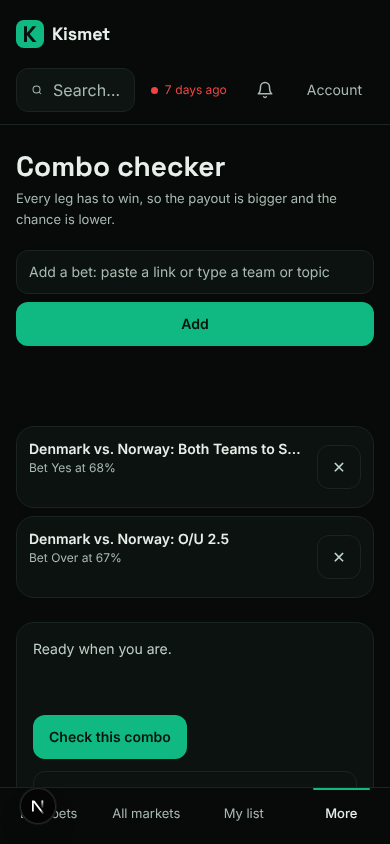 K Kismet
Search...
7 days ago
Account
Combo checker
Every leg has to win, so the payout is bigger and the
chance is lower.
Add a bet: paste a link or type a team or topic
Add
Denmark vs. Norway: Both Teams to S...
Bet Yes at 68%
Denmark vs. Norway: O/U 2.5
Bet Over at 67%
Ready when you are.
Check this combo
N
bets
All markets
My list
More